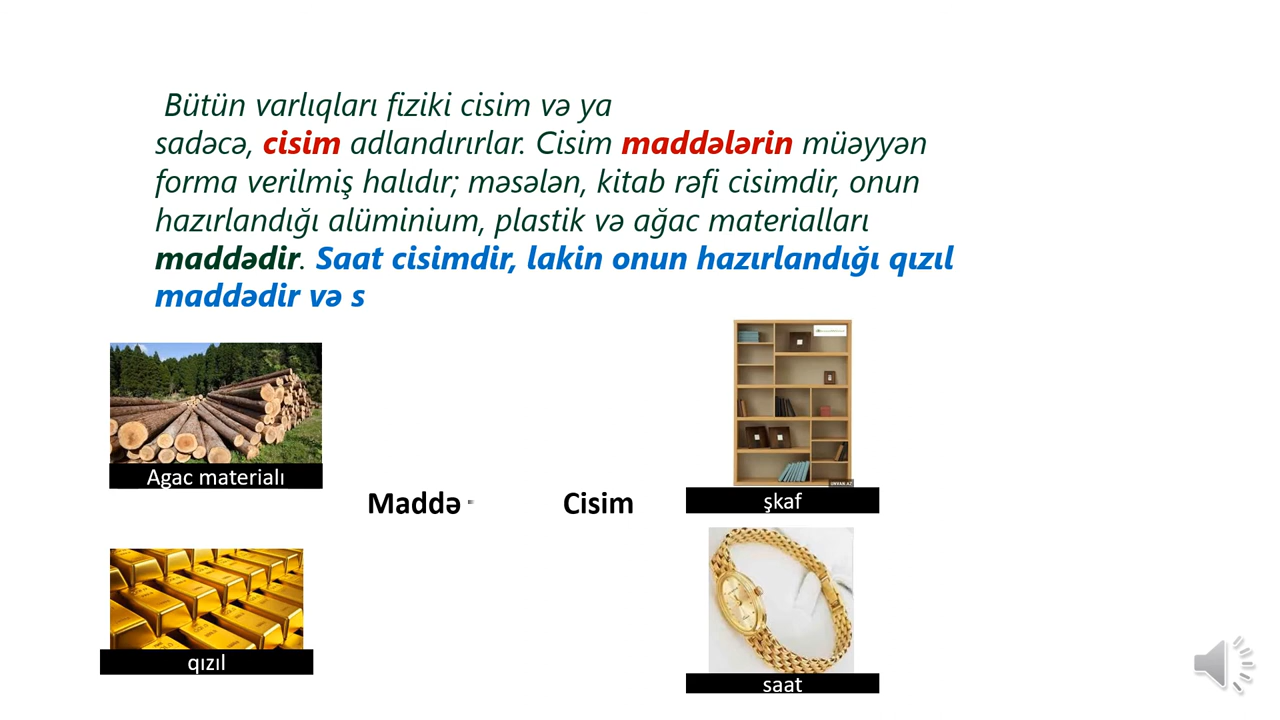 Bütün varlıqları fiziki cisim və ya
sadəcə, cisim adlandırırlar. Cisim maddələrin müəyyən
forma verilmiş halıdır; məsələn, kitab rəfi cisimdir, onun
hazırlandığı alüminium, plastik və ağac materialları
maddədir. Saat cisimdir, lakin onun hazırlandığı qızıl
maddədir və s
Agac materialı
şkaf
Maddə -
Cisim
qızıl
saat